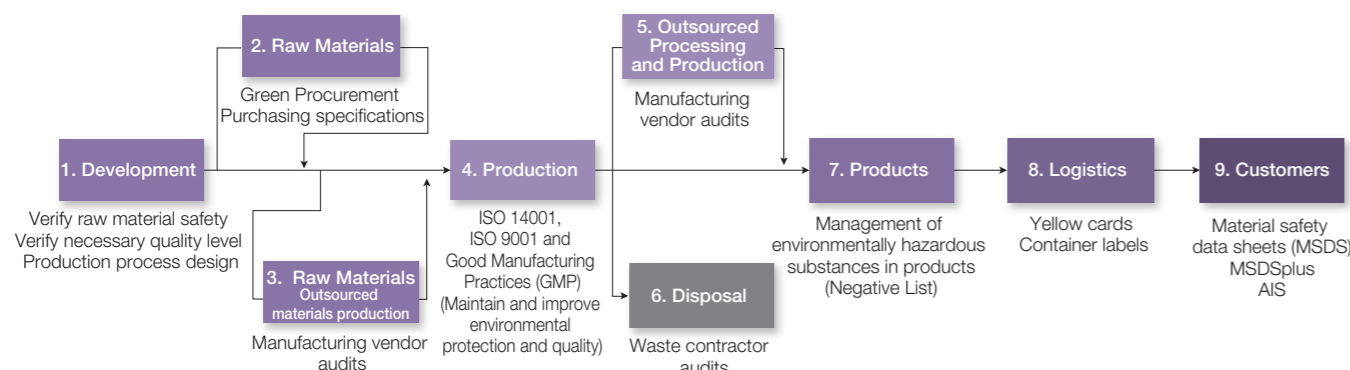 1. Development
Verify raw material safety
Verify necessary quality level
Production process design
2. Raw Materials
Green Procurement
Purchasing specifications
3. Raw Materials
Outsourced
materials production
Manufacturing vendor
audits
4. Production
ISO 14001,
ISO 9001 and
Good Manufacturing
Practices (GMP)
(Maintain and improve
environmental
protection and quality)
5. Outsourced
Processing
and Production
Manufacturing
vendor audits
6. Disposal
Waste contractor
audits
7. Products
Management of
environmentally hazardous
substances in products
(Negative List)
8. Logistics
Yellow cards
Container labels
9. Customers
Material safety
data sheets (MSDS)
MSDSplus
AIS